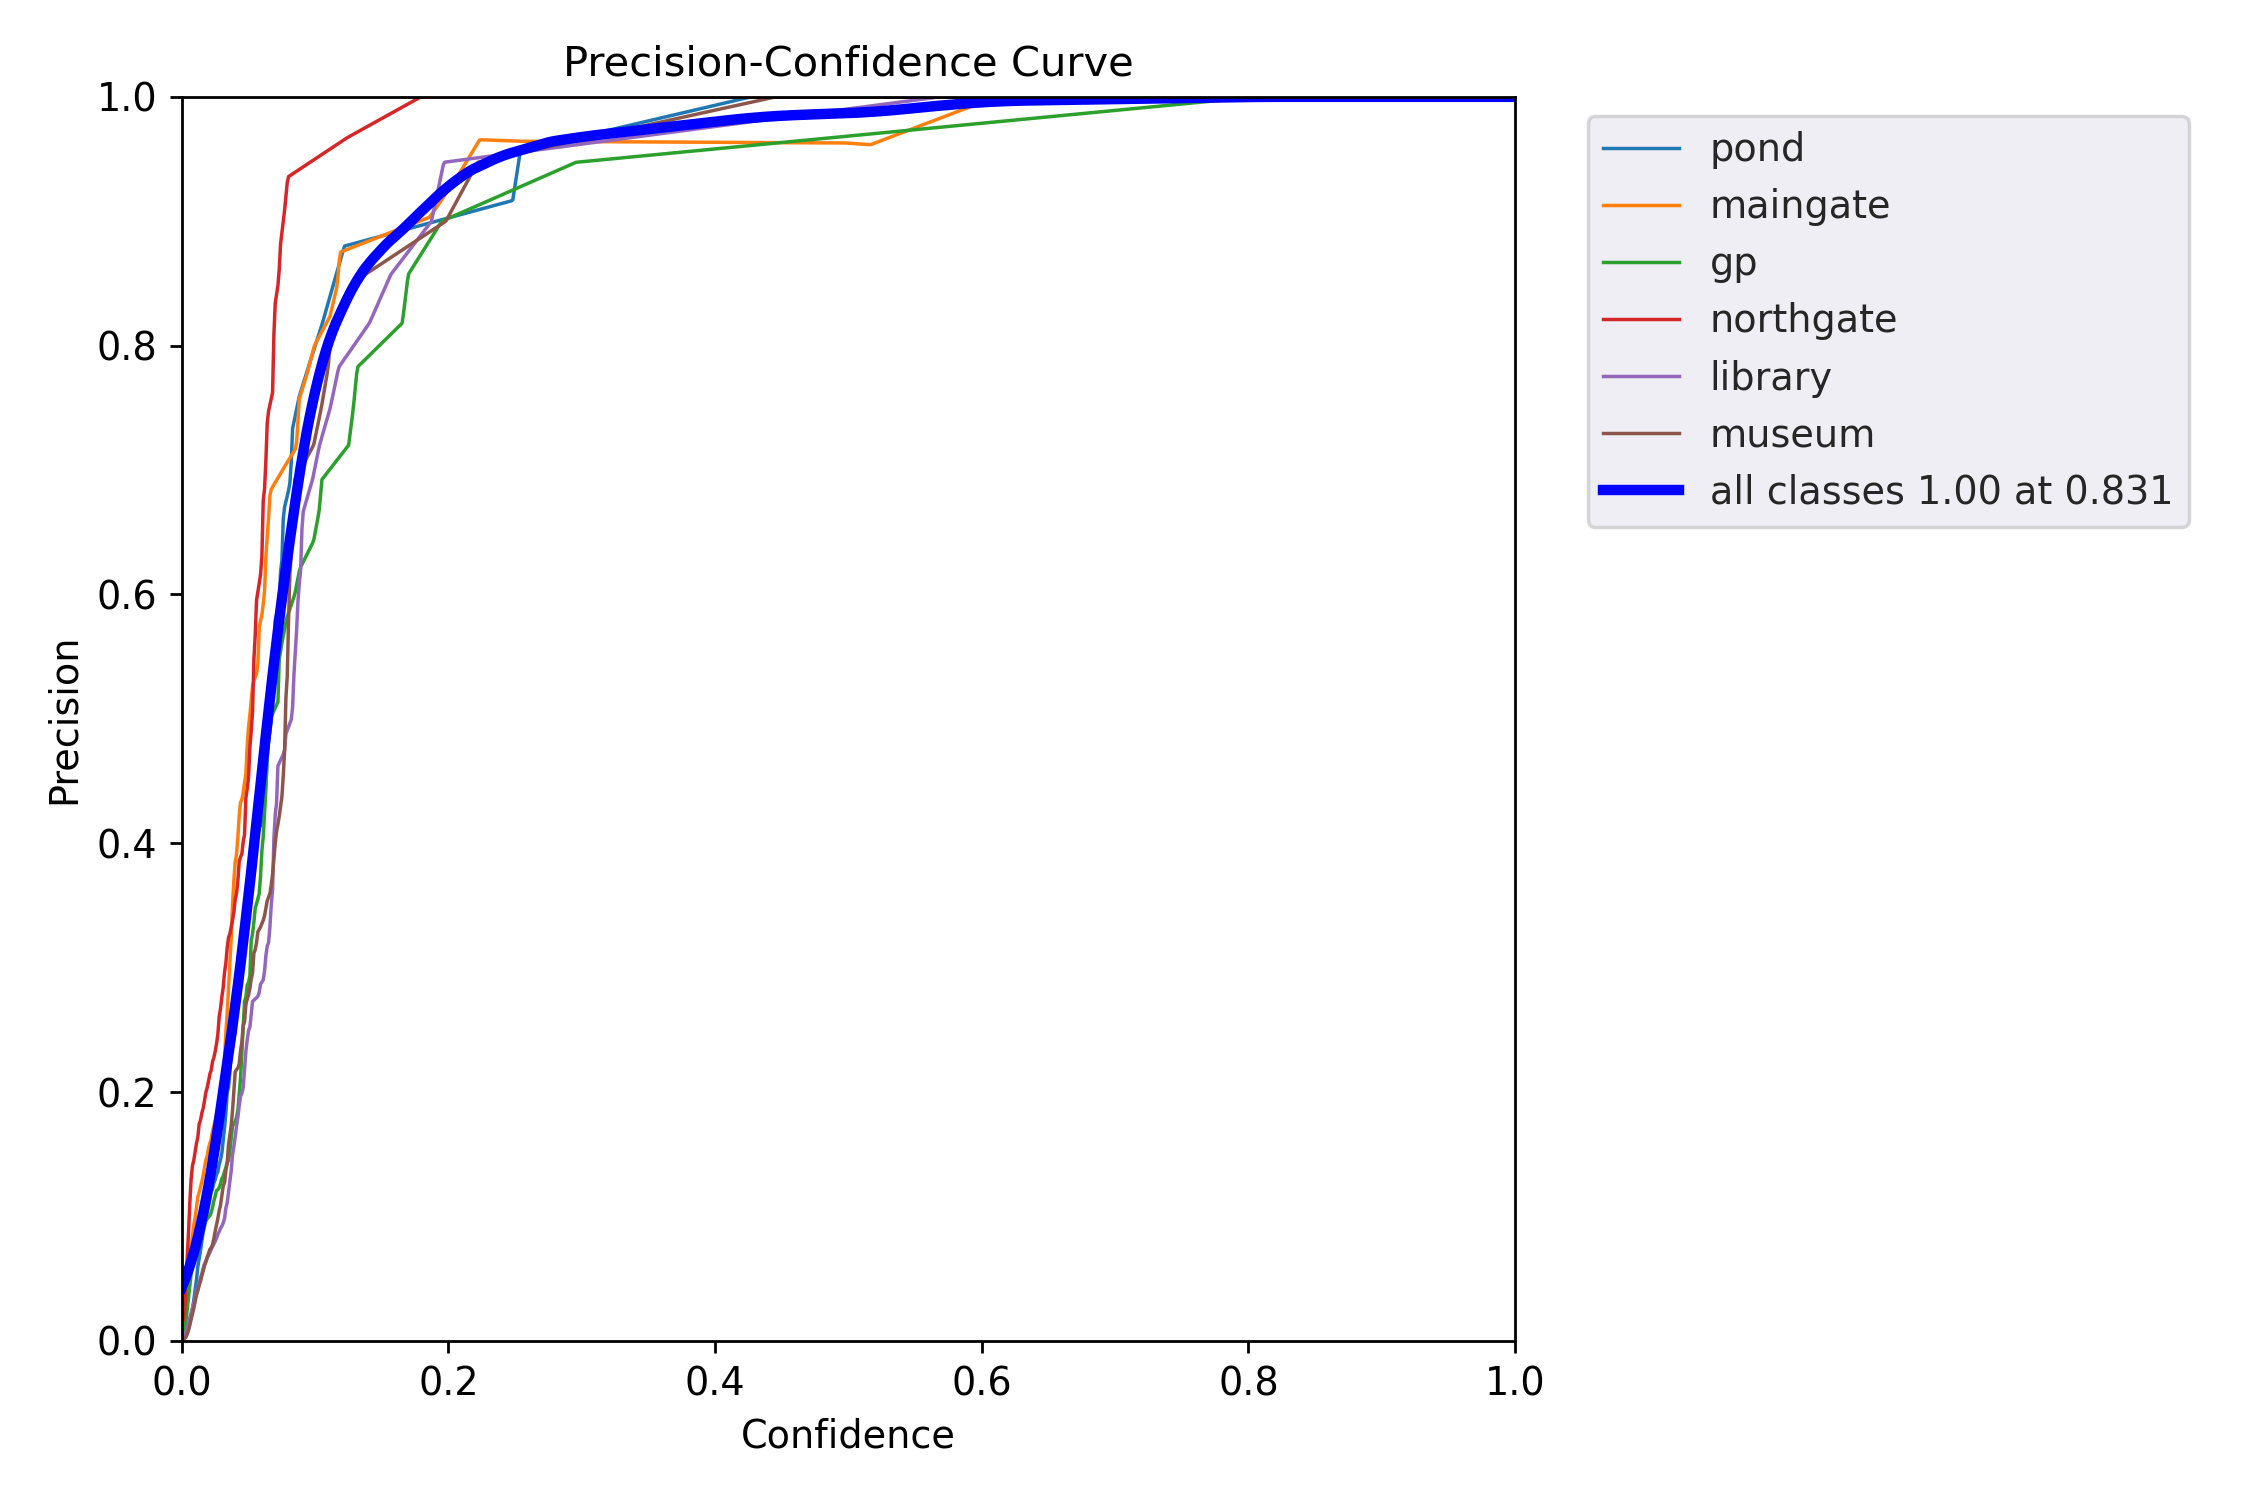 Precision-Confidence Curve
1.0
0.8
0.6
0.4
0.2
0.0
Precision
0.0 0.2 0.4 0.6 0.8 1.0
Confidence
pond
maingate
gp
northgate
library
museum
all classes 1.00 at 0.831